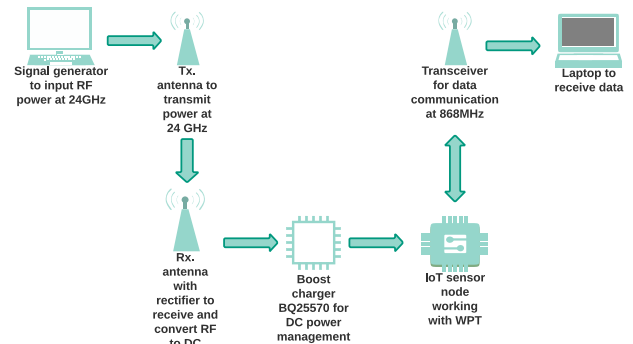 Signal generator
to input RF
power at 24GHz
Tx.
antenna to
transmit
power at
24 GHz
Transceiver
for data
communication
at 868MHz
Laptop to
receive data
Rx.
antenna
with
rectifier to
receive and
convert RF
to DC
Boost
charger
BQ25570 for
DC power
management
IoT sensor
node
working
with WPT